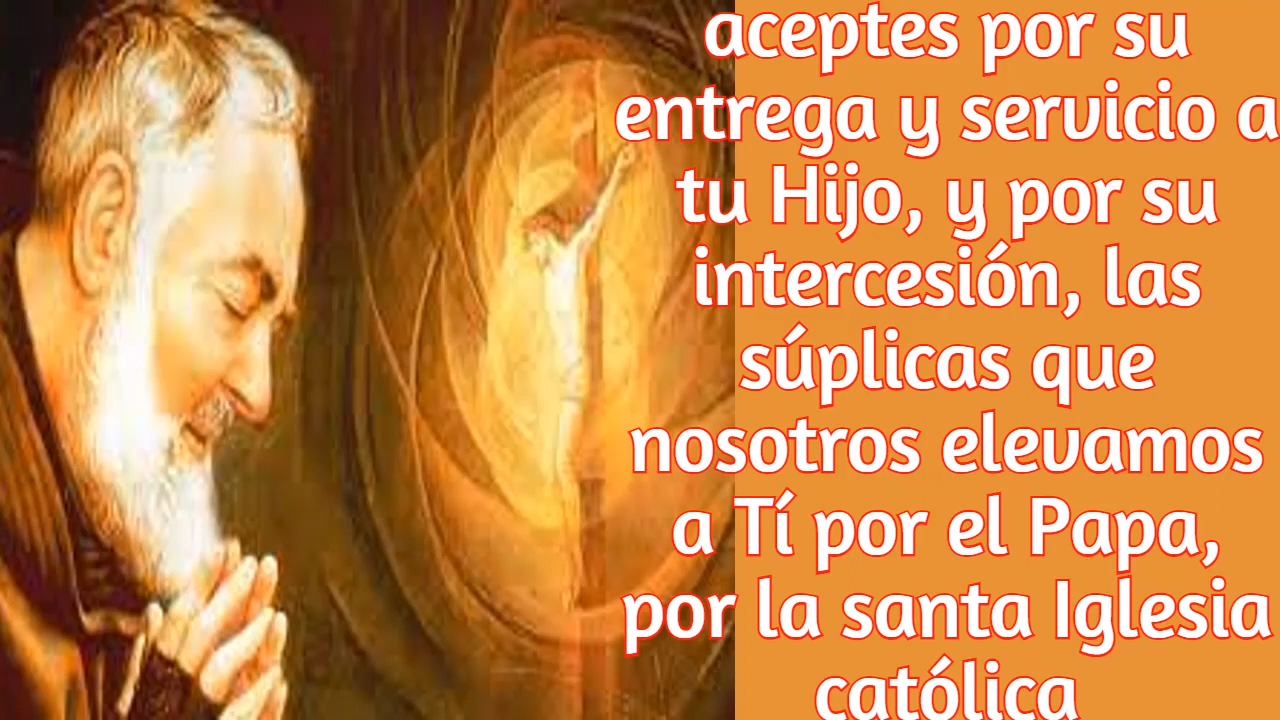 aceptes por su
entrega y servicio a
tu Hijo, y por su
intercesión, las
súplicas que
nosotros elevamos
a Tí por el Papa,
por la santa Iglesia
católica